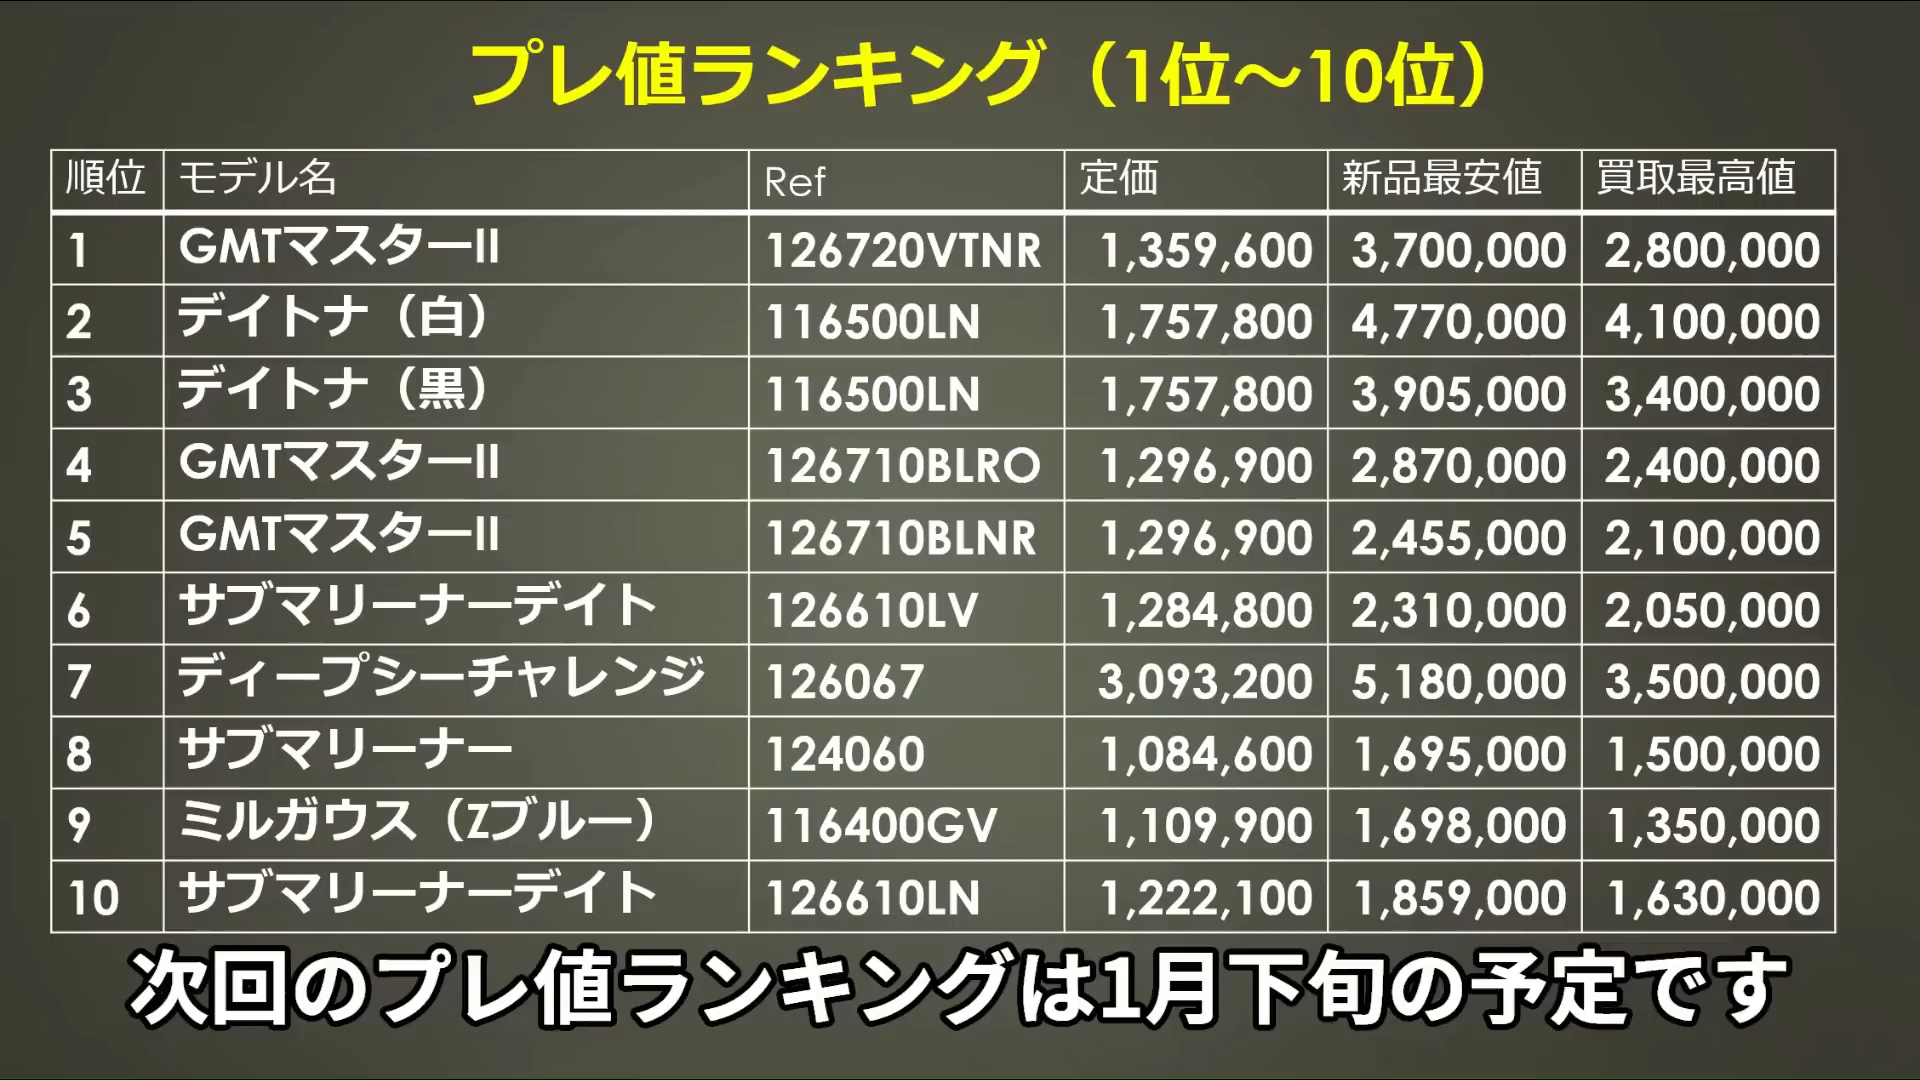 プレ値ランキング（1位～10位）
順位 モデル名 Ref 定価 新品最安値 買取最高値
1 GMTマスターII 126720VTNR 1,359,600 3,700,000 2,800,000
2 デイトナ（白） 116500LN 1,757,800 4,770,000 4,100,000
3 デイトナ（黒） 116500LN 1,757,800 3,905,000 3,400,000
4 GMTマスターII 126710BLRO 1,296,900 2,870,000 2,400,000
5 GMTマスターII 126710BLNR 1,296,900 2,455,000 2,100,000
6 サブマリーナーデイト 126610LV 1,284,800 2,310,000 2,050,000
7 ディープシーチャレンジ 126067 3,093,200 5,180,000 3,500,000
8 サブマリーナー 124060 1,084,600 1,695,000 1,500,000
9 ミルガウス（Zブルー） 116400GV 1,109,900 1,698,000 1,350,000
10 サブマリーナーデイト 126610LN 1,222,100 1,859,000 1,630,000
次回のプレ値ランキングは1月下旬の予定です